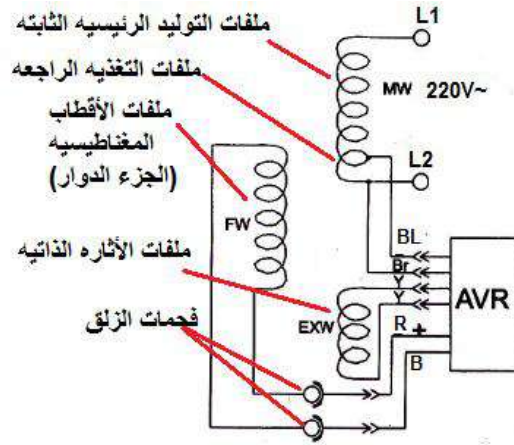 ملفات التوليد الرئيسيه الثابته
ملفات التغذيه الراجعه
ملفات الأقطاب
المغناطيسيه
(الجزء الدوار)
ملفات الأثاره الذاتيه
فحمات الزلق
L1
MW 220V~
L2
FW
BL
Br
Y
Y
EXW
R +
B
AVR